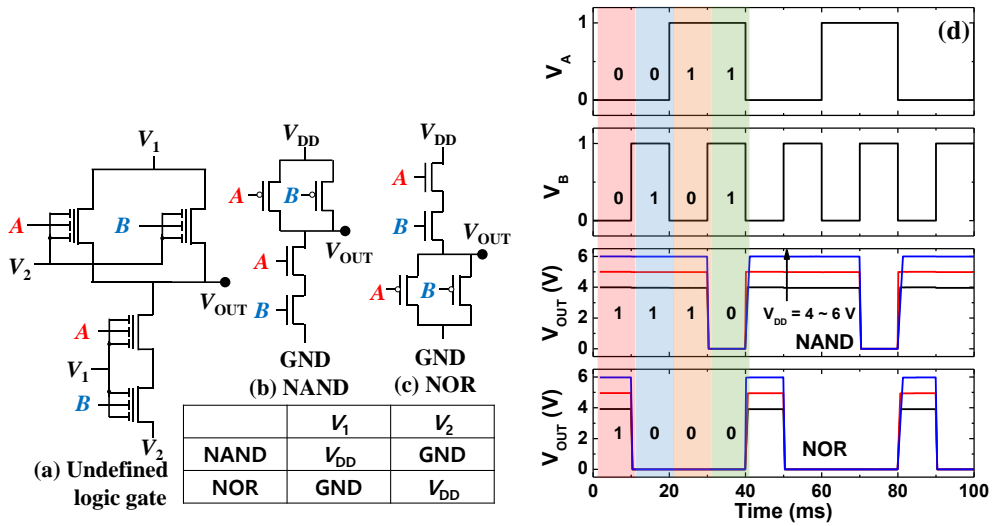 V1
A
B
V2
VOUT
A
V1
B
V2
(a) Undefined
logic gate
VDD
A
B
VOUT
A
B
GND
(b) NAND
VDD
A
B
VOUT
A
B
GND
(c) NOR
V1 V2
NAND VDD GND
NOR GND VDD
(d)
VA
1
0
0 0 1 1
VB
1
0
0 1 0 1
VOUT (V)
6
4
2
0
1 1 1 0
VDD = 4 ~ 6 V
NAND
VOUT (V)
6
4
2
0
1 0 0 0
NOR
0 20 40 60 80 100
Time (ms)